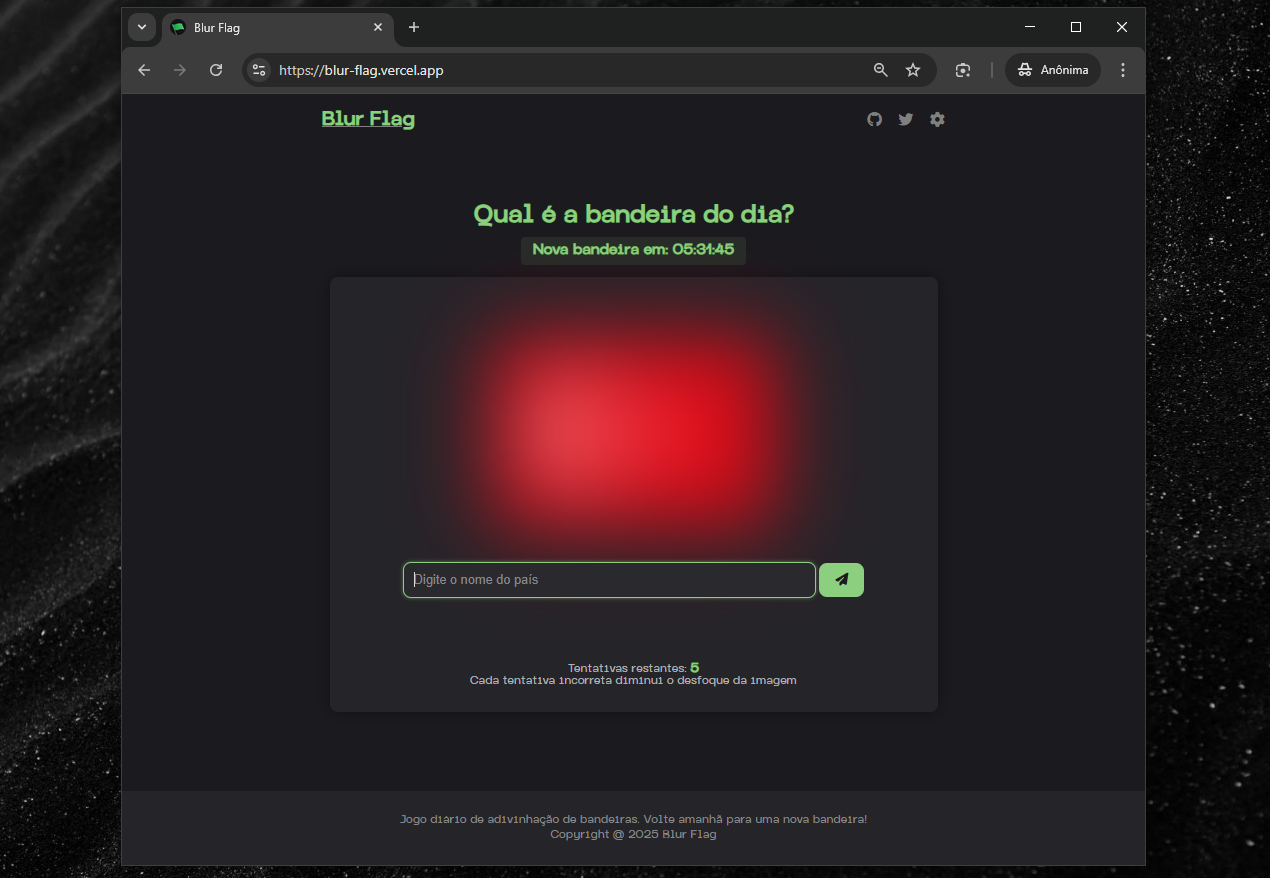 Blur Flag
https://blur-flag.vercel.app
Anônima
Blur Flag
Qual é a bandeira do dia?
Nova bandeira em: 05:31:45
Digite o nome do país
Tentativas restantes: 5
Cada tentativa incorreta diminui o desfoque da imagem
Jogo diário de adivinhação de bandeiras. Volte amanhã para uma nova bandeira!
Copyright @ 2025 Blur Flag